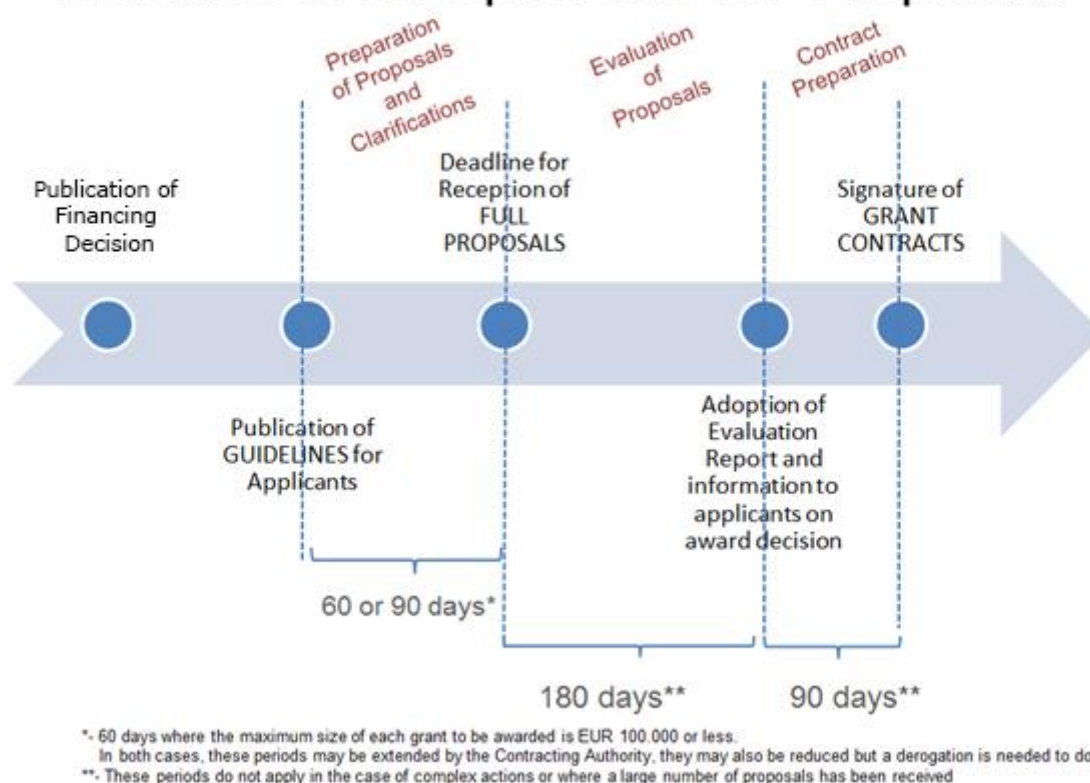 Preparation
of Proposals
and
Clarifications
Evaluation
of
Proposals
Contract
Preparation
Publication of
Financing
Decision
Deadline for
Reception of
FULL
PROPOSALS
Signature of
GRANT
CONTRACTS
Publication of
GUIDELINES for
Applicants
Adoption of
Evaluation
Report and
information to
applicants on
award decision
60 or 90 days*
180 days**
90 days**
*- 60 days where the maximum size of each grant to be awarded is EUR 100.000 or less.
In both cases, these periods may be extended by the Contracting Authority, they may also be reduced but a derogation is needed to d
**- These periods do not apply in the case of complex actions or where a large number of proposals has been received